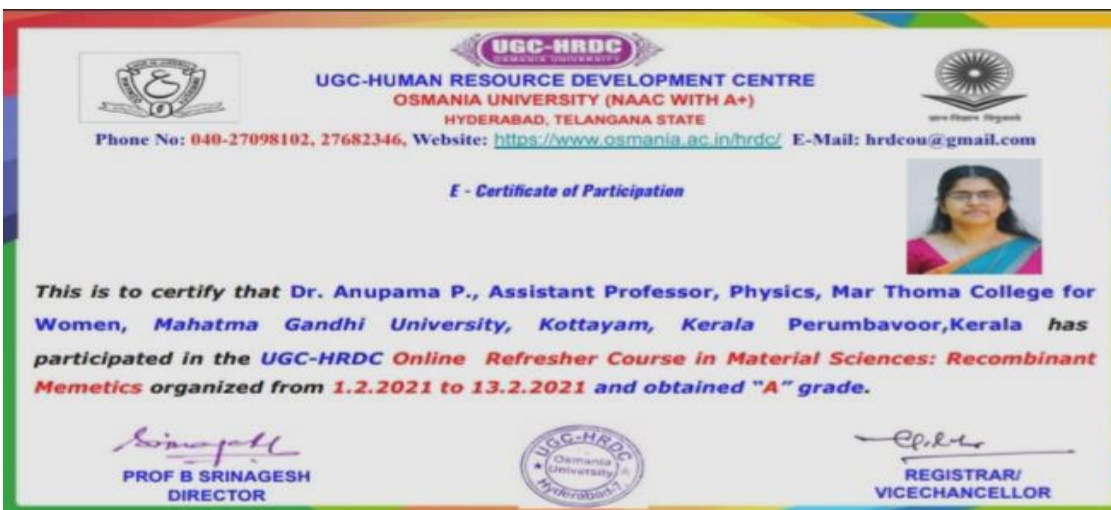 UGC-HRDC
OSMANIA UNIVERSITY
UGC-HUMAN RESOURCE DEVELOPMENT CENTRE
OSMANIA UNIVERSITY (NAAC WITH A+)
HYDERABAD, TELANGANA STATE
Phone No: 040-27098102, 27682346, Website: https://www.osmania.ac.in/hrdc/ E-Mail: hrdcou@gmail.com
E - Certificate of Participation
This is to certify that Dr. Anupama P., Assistant Professor, Physics, Mar Thoma College for
Women, Mahatma Gandhi University, Kottayam, Kerala Perumbavoor,Kerala has
participated in the UGC-HRDC Online Refresher Course in Material Sciences: Recombinant
Memetics organized from 1.2.2021 to 13.2.2021 and obtained "A" grade.
PROF B SRINAGESH
DIRECTOR
UGC-HRDC
Osmania
University
Hyderabad-7
REGISTRAR/
VICECHANCELLOR